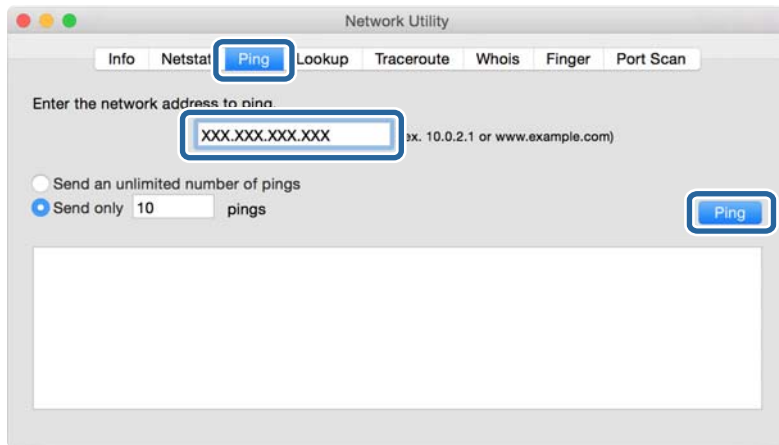 Network Utility
Info Netstat Ping Lookup Traceroute Whois Finger Port Scan
Enter the network address to ping.
XXX.XXX.XXX.XXX ex. 10.0.2.1 or www.example.com)
Send an unlimited number of pings
Send only 10 pings
Ping